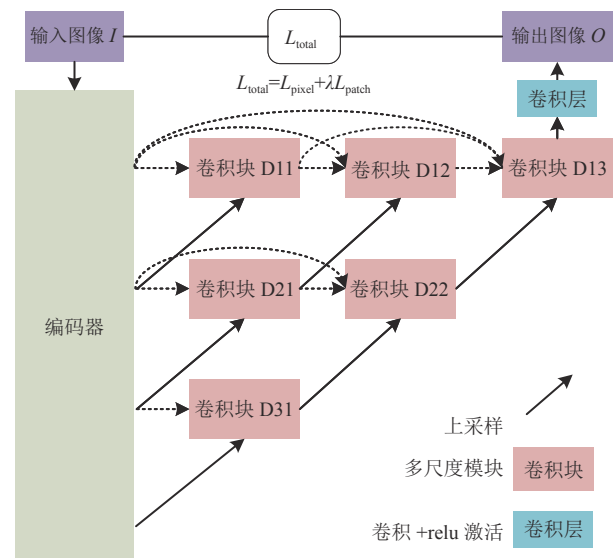 输入图像 I
L_total
输出图像 O
L_total=L_pixel+λL_patch
卷积层
卷积块 D11
卷积块 D12
卷积块 D13
卷积块 D21
卷积块 D22
编码器
卷积块 D31
上采样
多尺度模块
卷积块
卷积 +relu 激活
卷积层